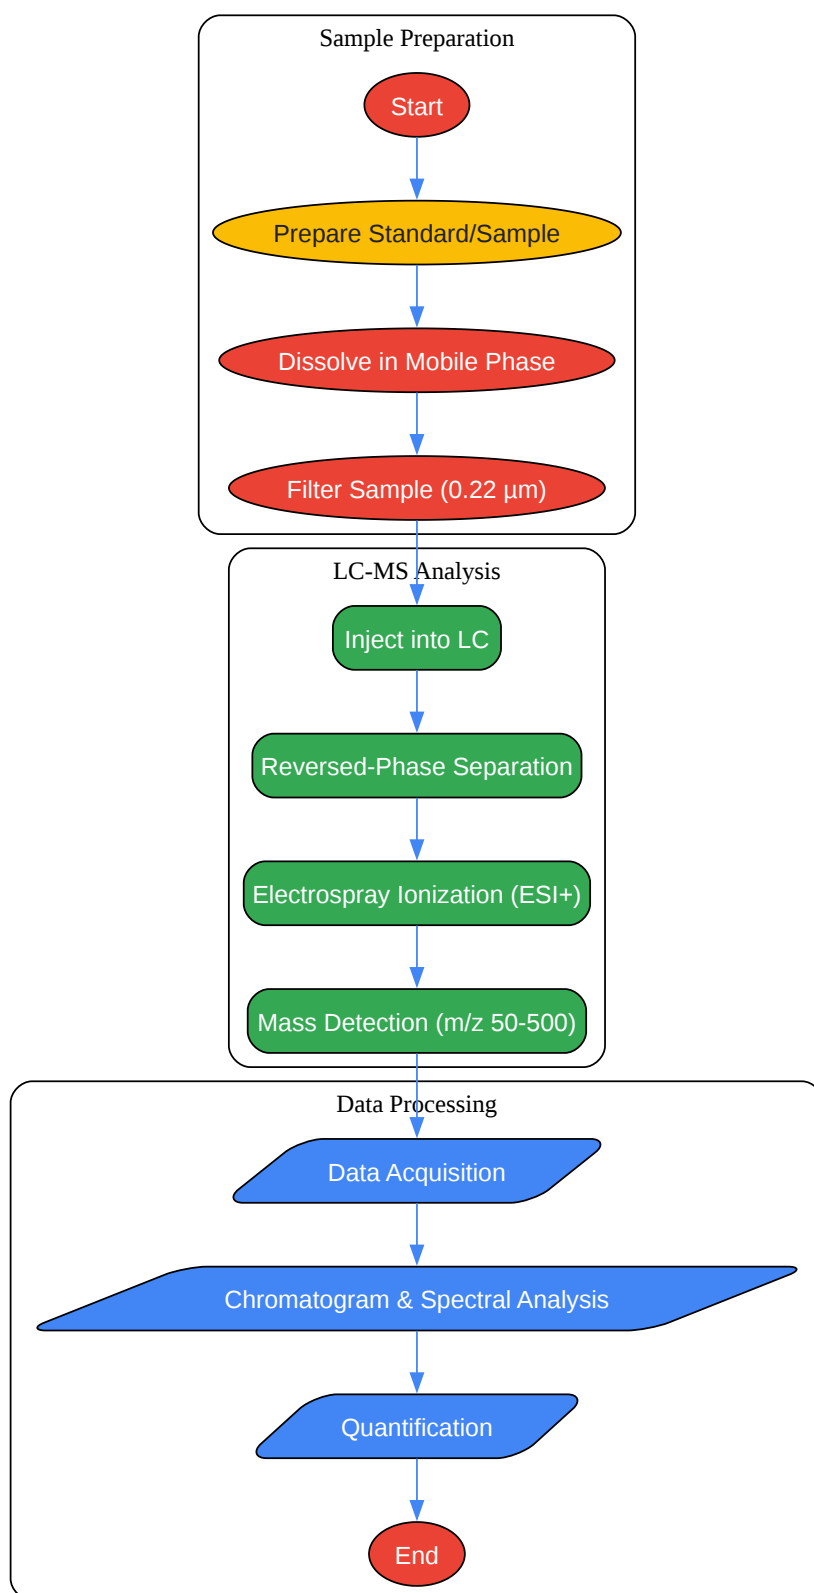 Sample Preparation
Start
Prepare Standard/Sample
Dissolve in Mobile Phase
Filter Sample (0.22 µm)
LC-MS Analysis
Inject into LC
Reversed-Phase Separation
Electrospray Ionization (ESI+)
Mass Detection (m/z 50-500)
Data Processing
Data Acquisition
Chromatogram & Spectral Analysis
Quantification
End